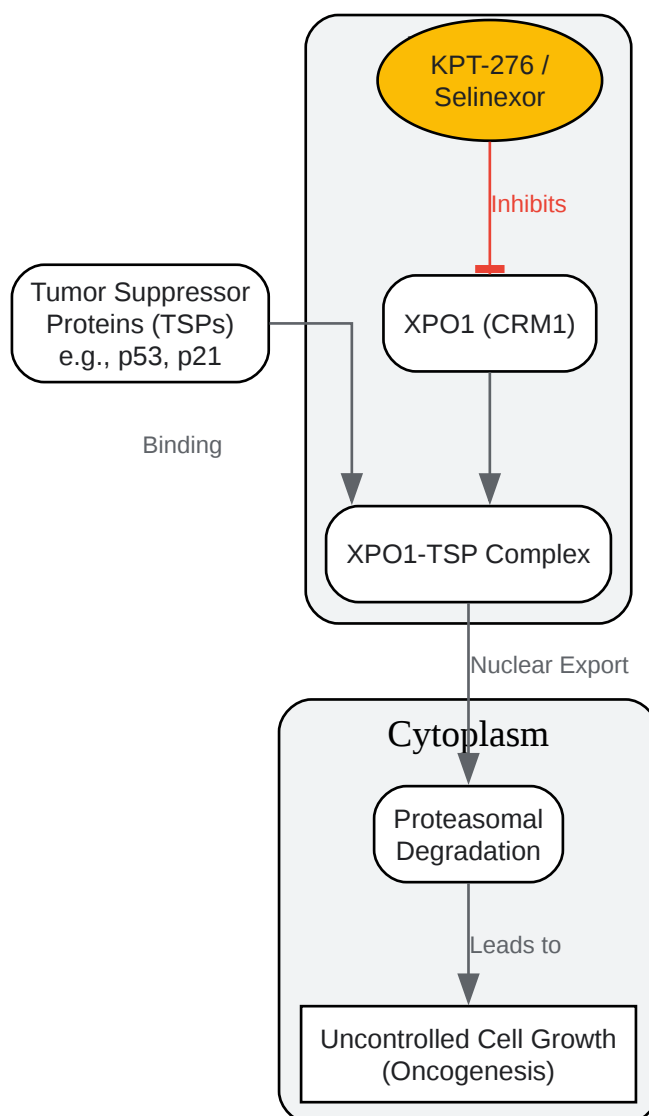 KPT-276 /
Selinexor
Inhibits
Tumor Suppressor
Proteins (TSPs)
e.g., p53, p21
XPO1 (CRM1)
Binding
XPO1-TSP Complex
Nuclear Export
Cytoplasm
Proteasomal
Degradation
Leads to
Uncontrolled Cell Growth
(Oncogenesis)